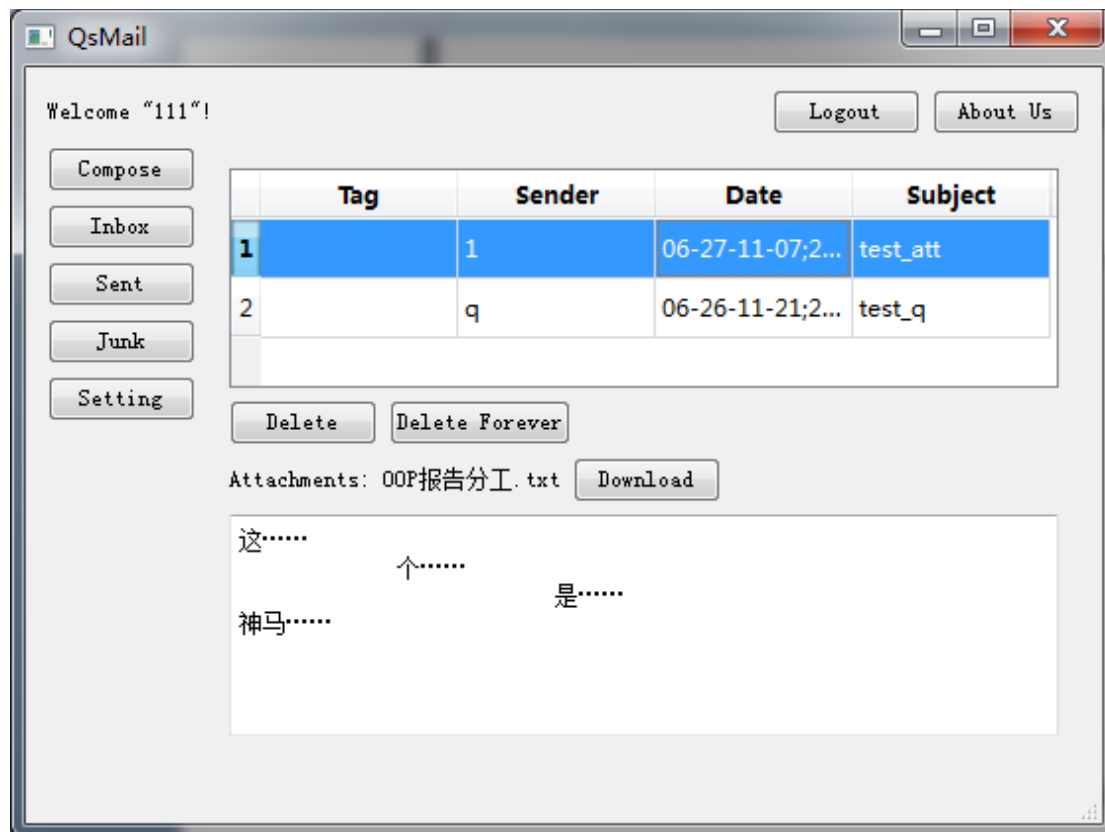 QsMail
Welcome "111"!
Logout
About Us
Compose
Inbox
Sent
Junk
Setting
Tag Sender Date Subject
1 1 06-27-11-07;2... test_att
2 q 06-26-11-21;2... test_q
Delete
Delete Forever
Attachments: OOP报告分工.txt
Download
这……
个……
是……
神马……